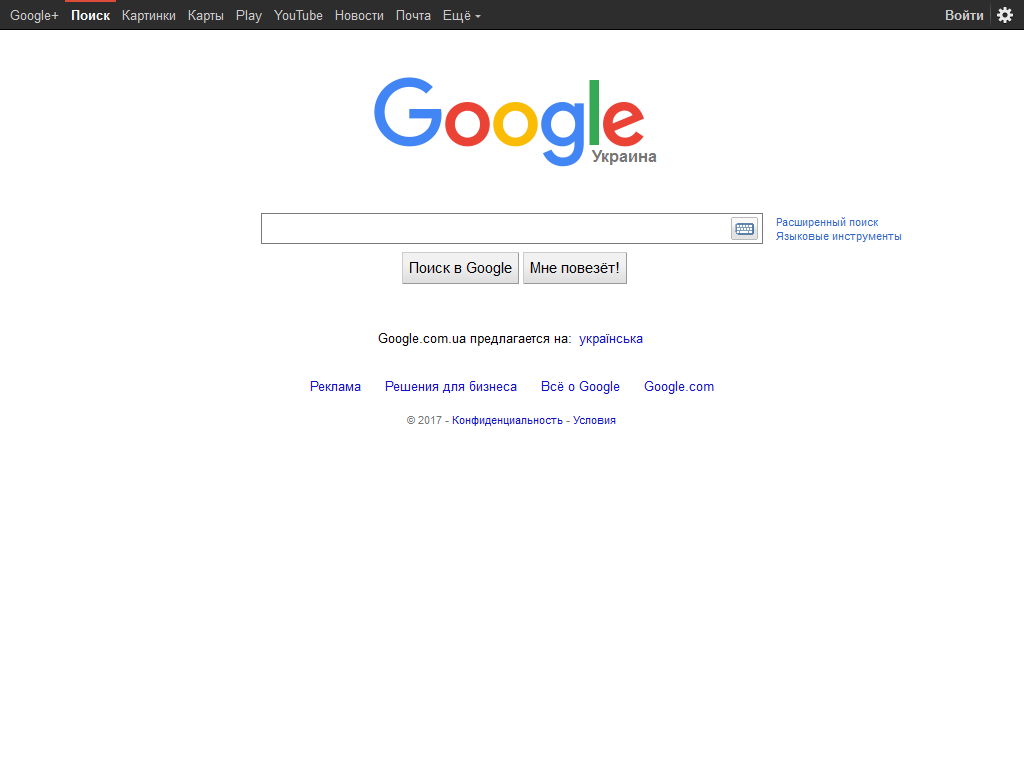 Google+ Поиск Картинки Карты Play YouTube Новости Почта Ещё Войти
Google
Украина
Расширенный поиск
Языковые инструменты
Поиск в Google Мне повезёт!
Google.com.ua предлагается на: українська
Реклама Решения для бизнеса Всё о Google Google.com
© 2017 - Конфиденциальность - Условия